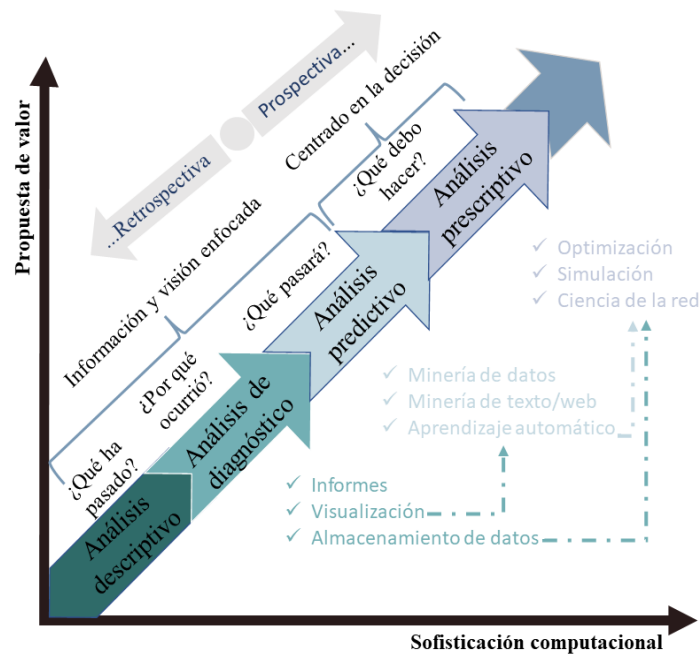 Propuesta de valor
...Retrospectiva
Prospectiva...
Información y visión enfocada
Centrado en la decisión
¿Qué ha
pasado?
¿Por qué
ocurrió?
¿Qué pasará?
¿Qué debo
hacer?
Análisis
descriptivo
Análisis de
diagnóstico
Análisis
predictivo
Análisis
prescriptivo
✓ Optimización
✓ Simulación
✓ Ciencia de la red
✓ Minería de datos
✓ Minería de texto/web
✓ Aprendizaje automático
✓ Informes
✓ Visualización
✓ Almacenamiento de datos
Sofisticación computacional